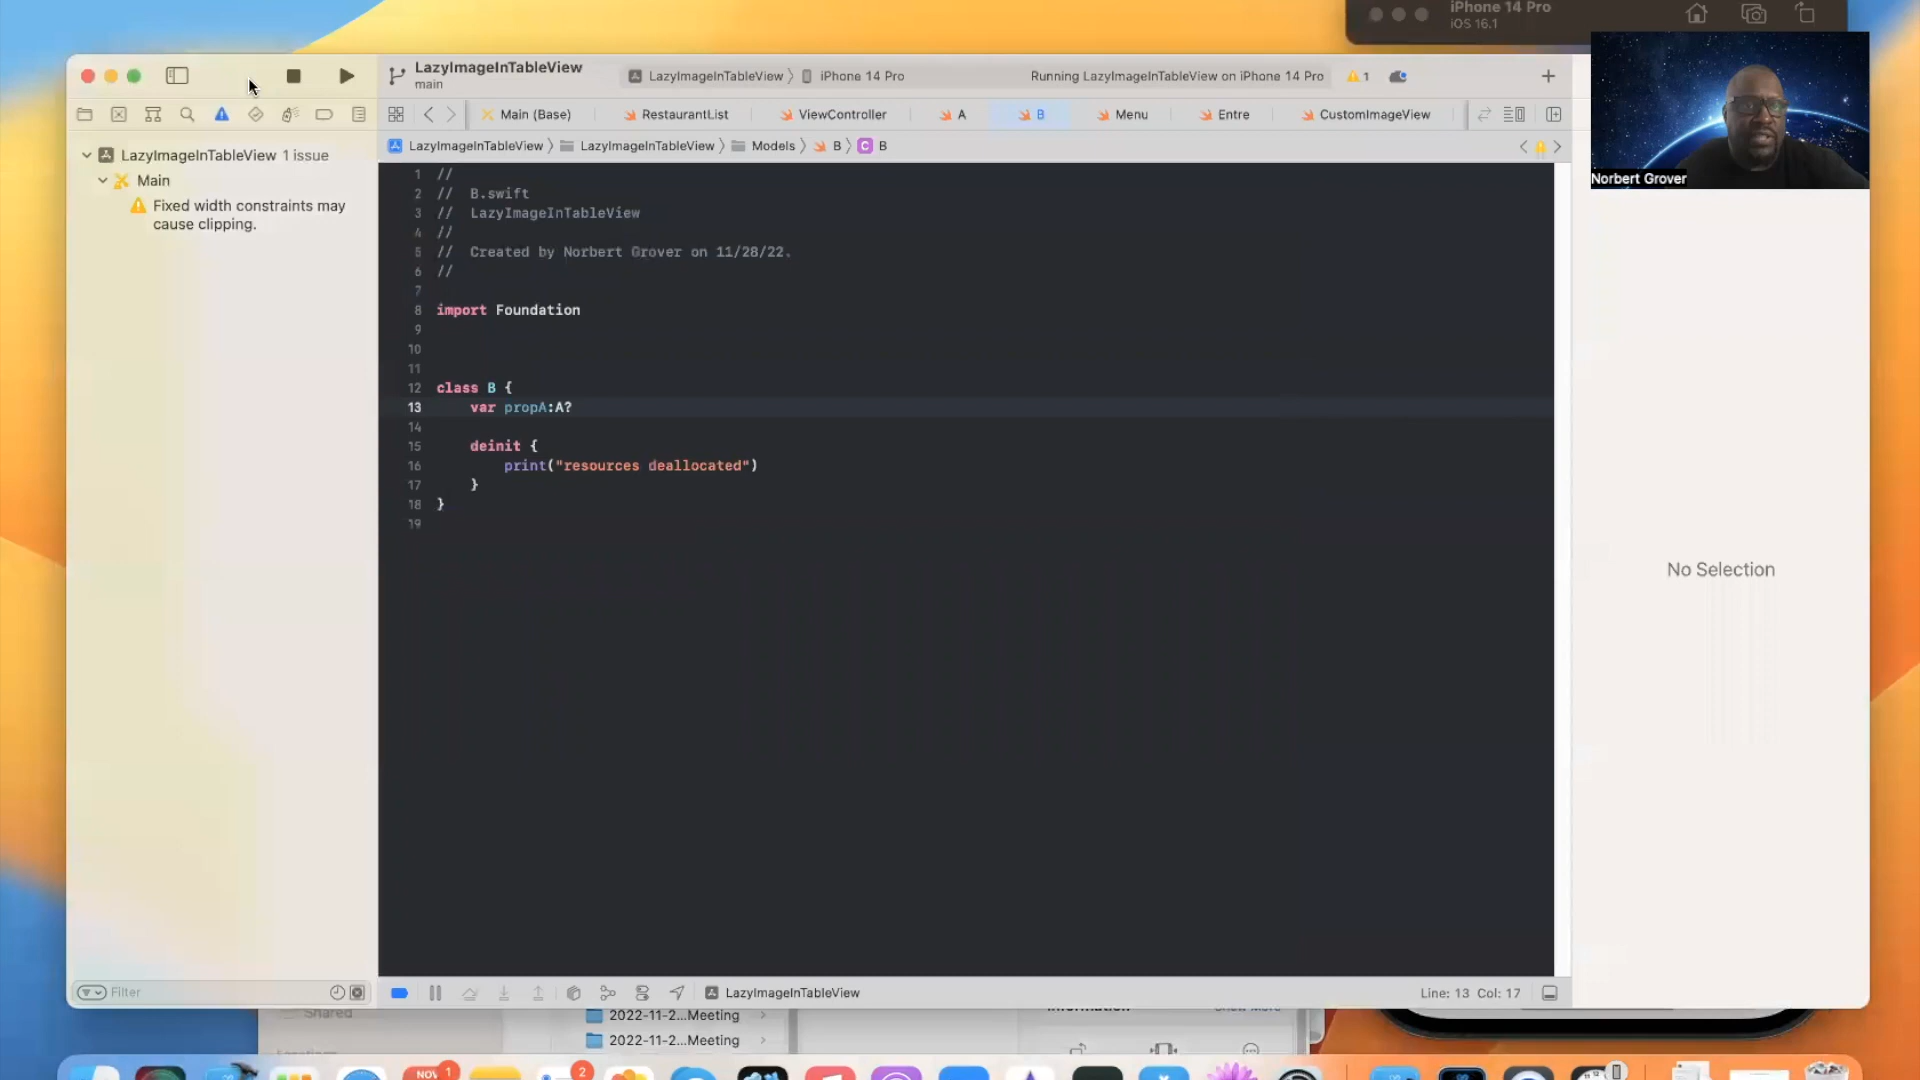 iPhone 14 Pro
iOS 16.1
LazyImageInTableView
main
LazyImageInTableView
iPhone 14 Pro
Running LazyImageInTableView on iPhone 14 Pro
1
Main (Base)
RestaurantList
ViewController
A
B
Menu
Entre
CustomImageView
LazyImageInTableView
LazyImageInTableView
Models
B
C B
LazyImageInTableView 1 issue
Main
Fixed width constraints may
cause clipping.
1 //
2 // B.swift
3 // LazyImageInTableView
4 //
5 // Created by Norbert Grover on 11/28/22.
6 //
7
8 import Foundation
9
10
11
12 class B {
13 var propA:A?
14
15 deinit {
16 print("resources deallocated")
17 }
18 }
19
Norbert Grover
No Selection
Filter
LazyImageInTableView
Line: 13 Col: 17
Shared
2022-11-2...Meeting
2022-11-2...Meeting
NOV
1
2